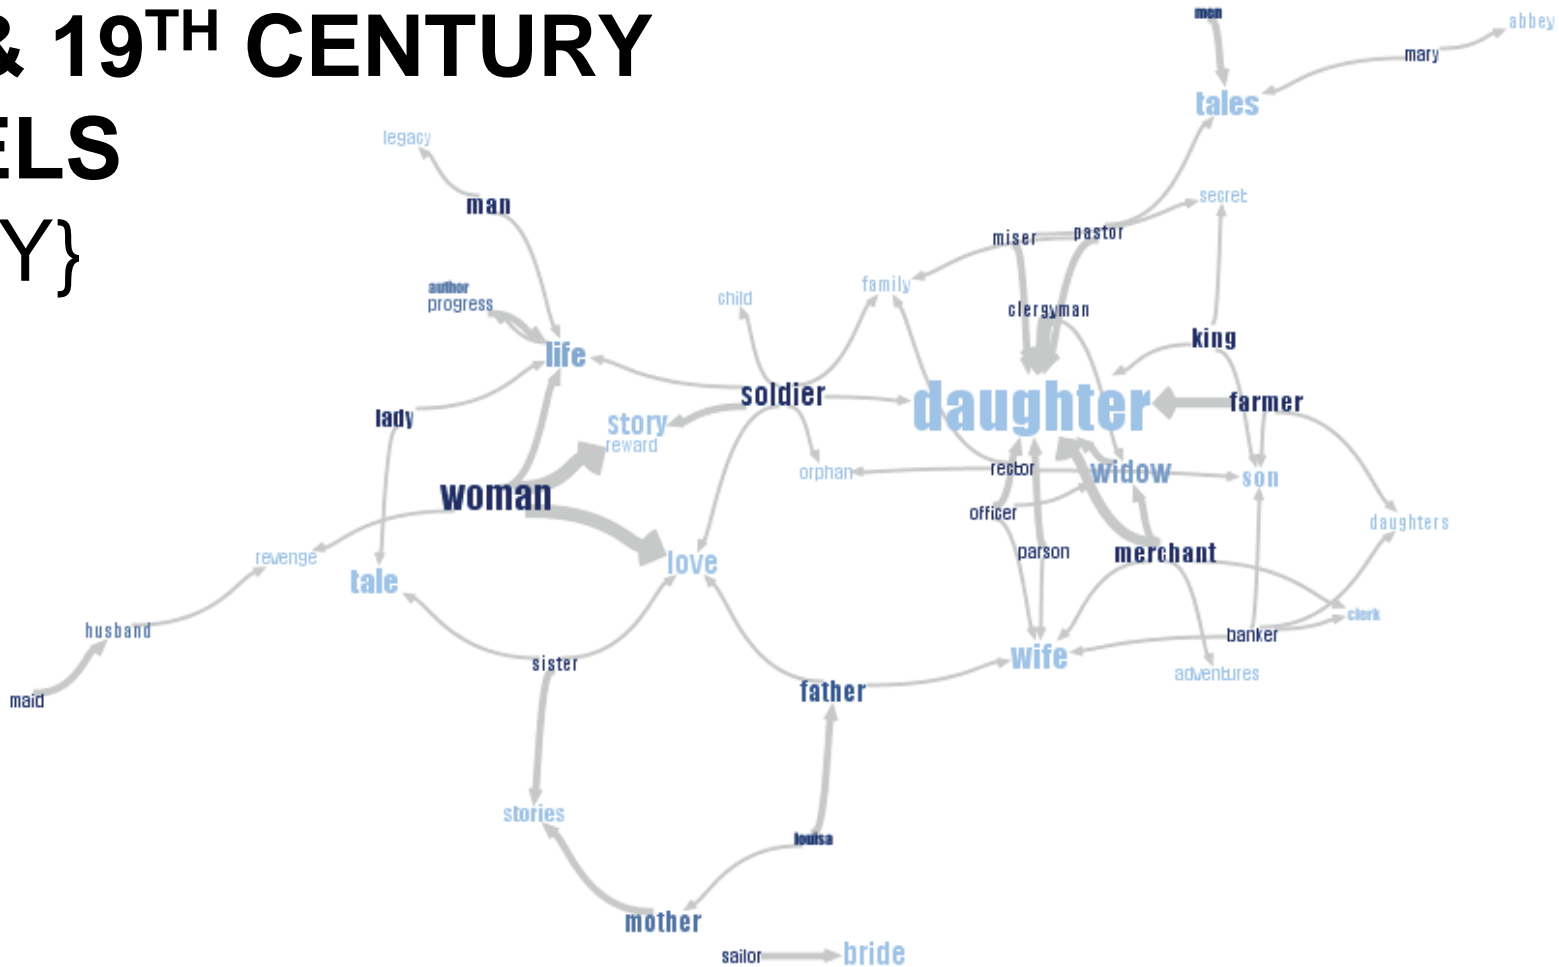 & 19TH CENTURY
ELS
Y}
men
abbey
mary
tales
legacy
secret
man
pastor
miser
family
author
child
progress
clergyman
king
life
soldier
farmer
daughter
lady
story
reward
widow
rector
orphan
son
woman
officer
daughters
parson
merchant
revenge
love
tale
clerk
husband
banker
wife
sister
adventures
father
maid
stories
louisa
mother
bride
sailor